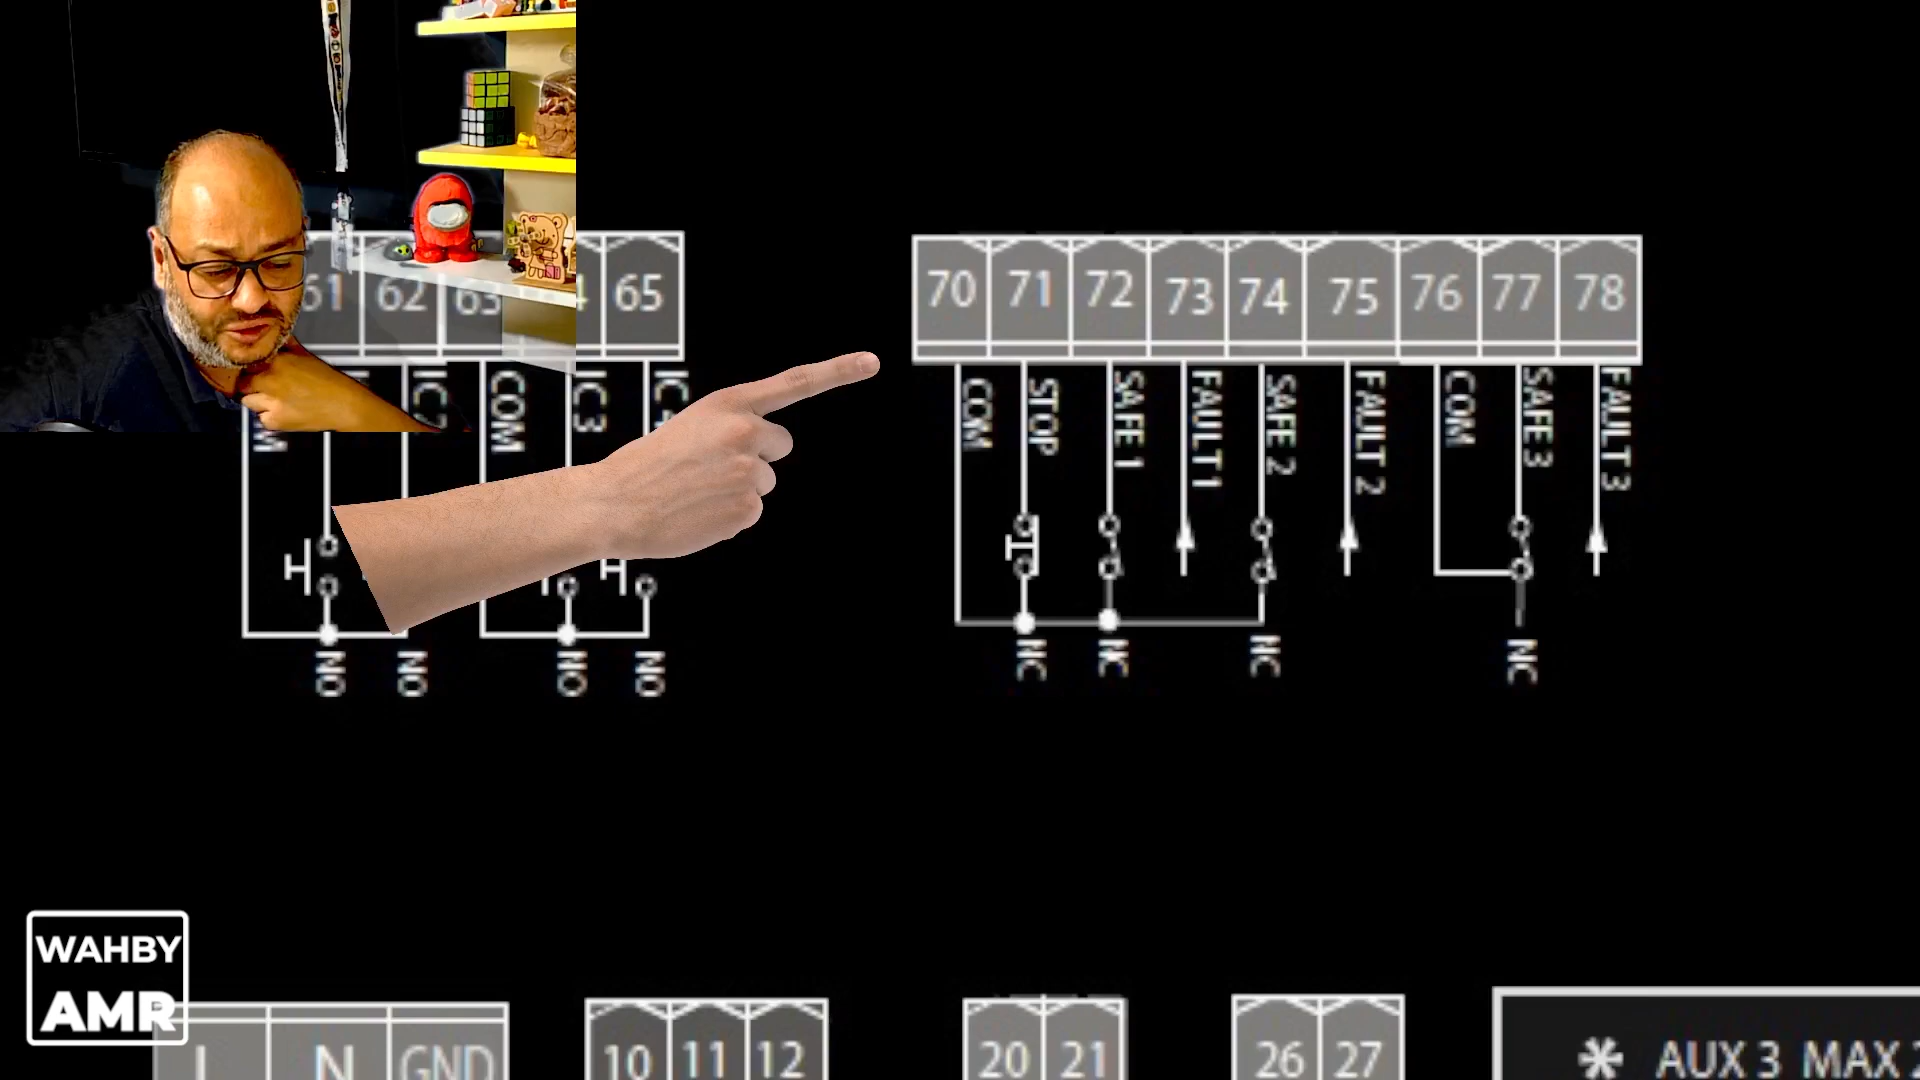 61 62 63 65
70 71 72 73 74 75 76 77 78
COM IC3
COM STOP SAFE 1 FAULT1 SAFE 2 FAULT 2 COM SAFE 3 FAULT 3
NO NO NO NO
NC NC NC NC
WAHBY
AMR
L N GND
10 11 12
20 21
26 27
* AUX 3 MAX